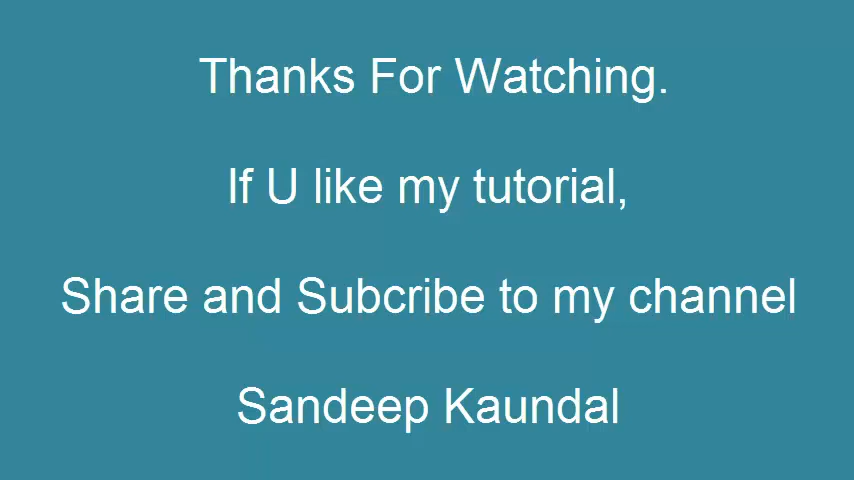 Thanks For Watching.
If U like my tutorial,
Share and Subcribe to my channel
Sandeep Kaundal